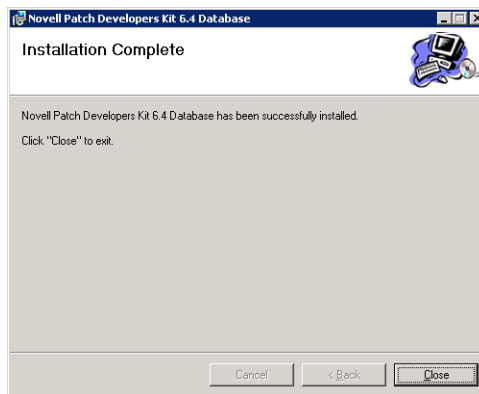 Novell Patch Developers Kit 6.4 Database
Installation Complete
Novell Patch Developers Kit 6.4 Database has been successfully installed.
Click "Close" to exit.
Cancel
< Back
Close